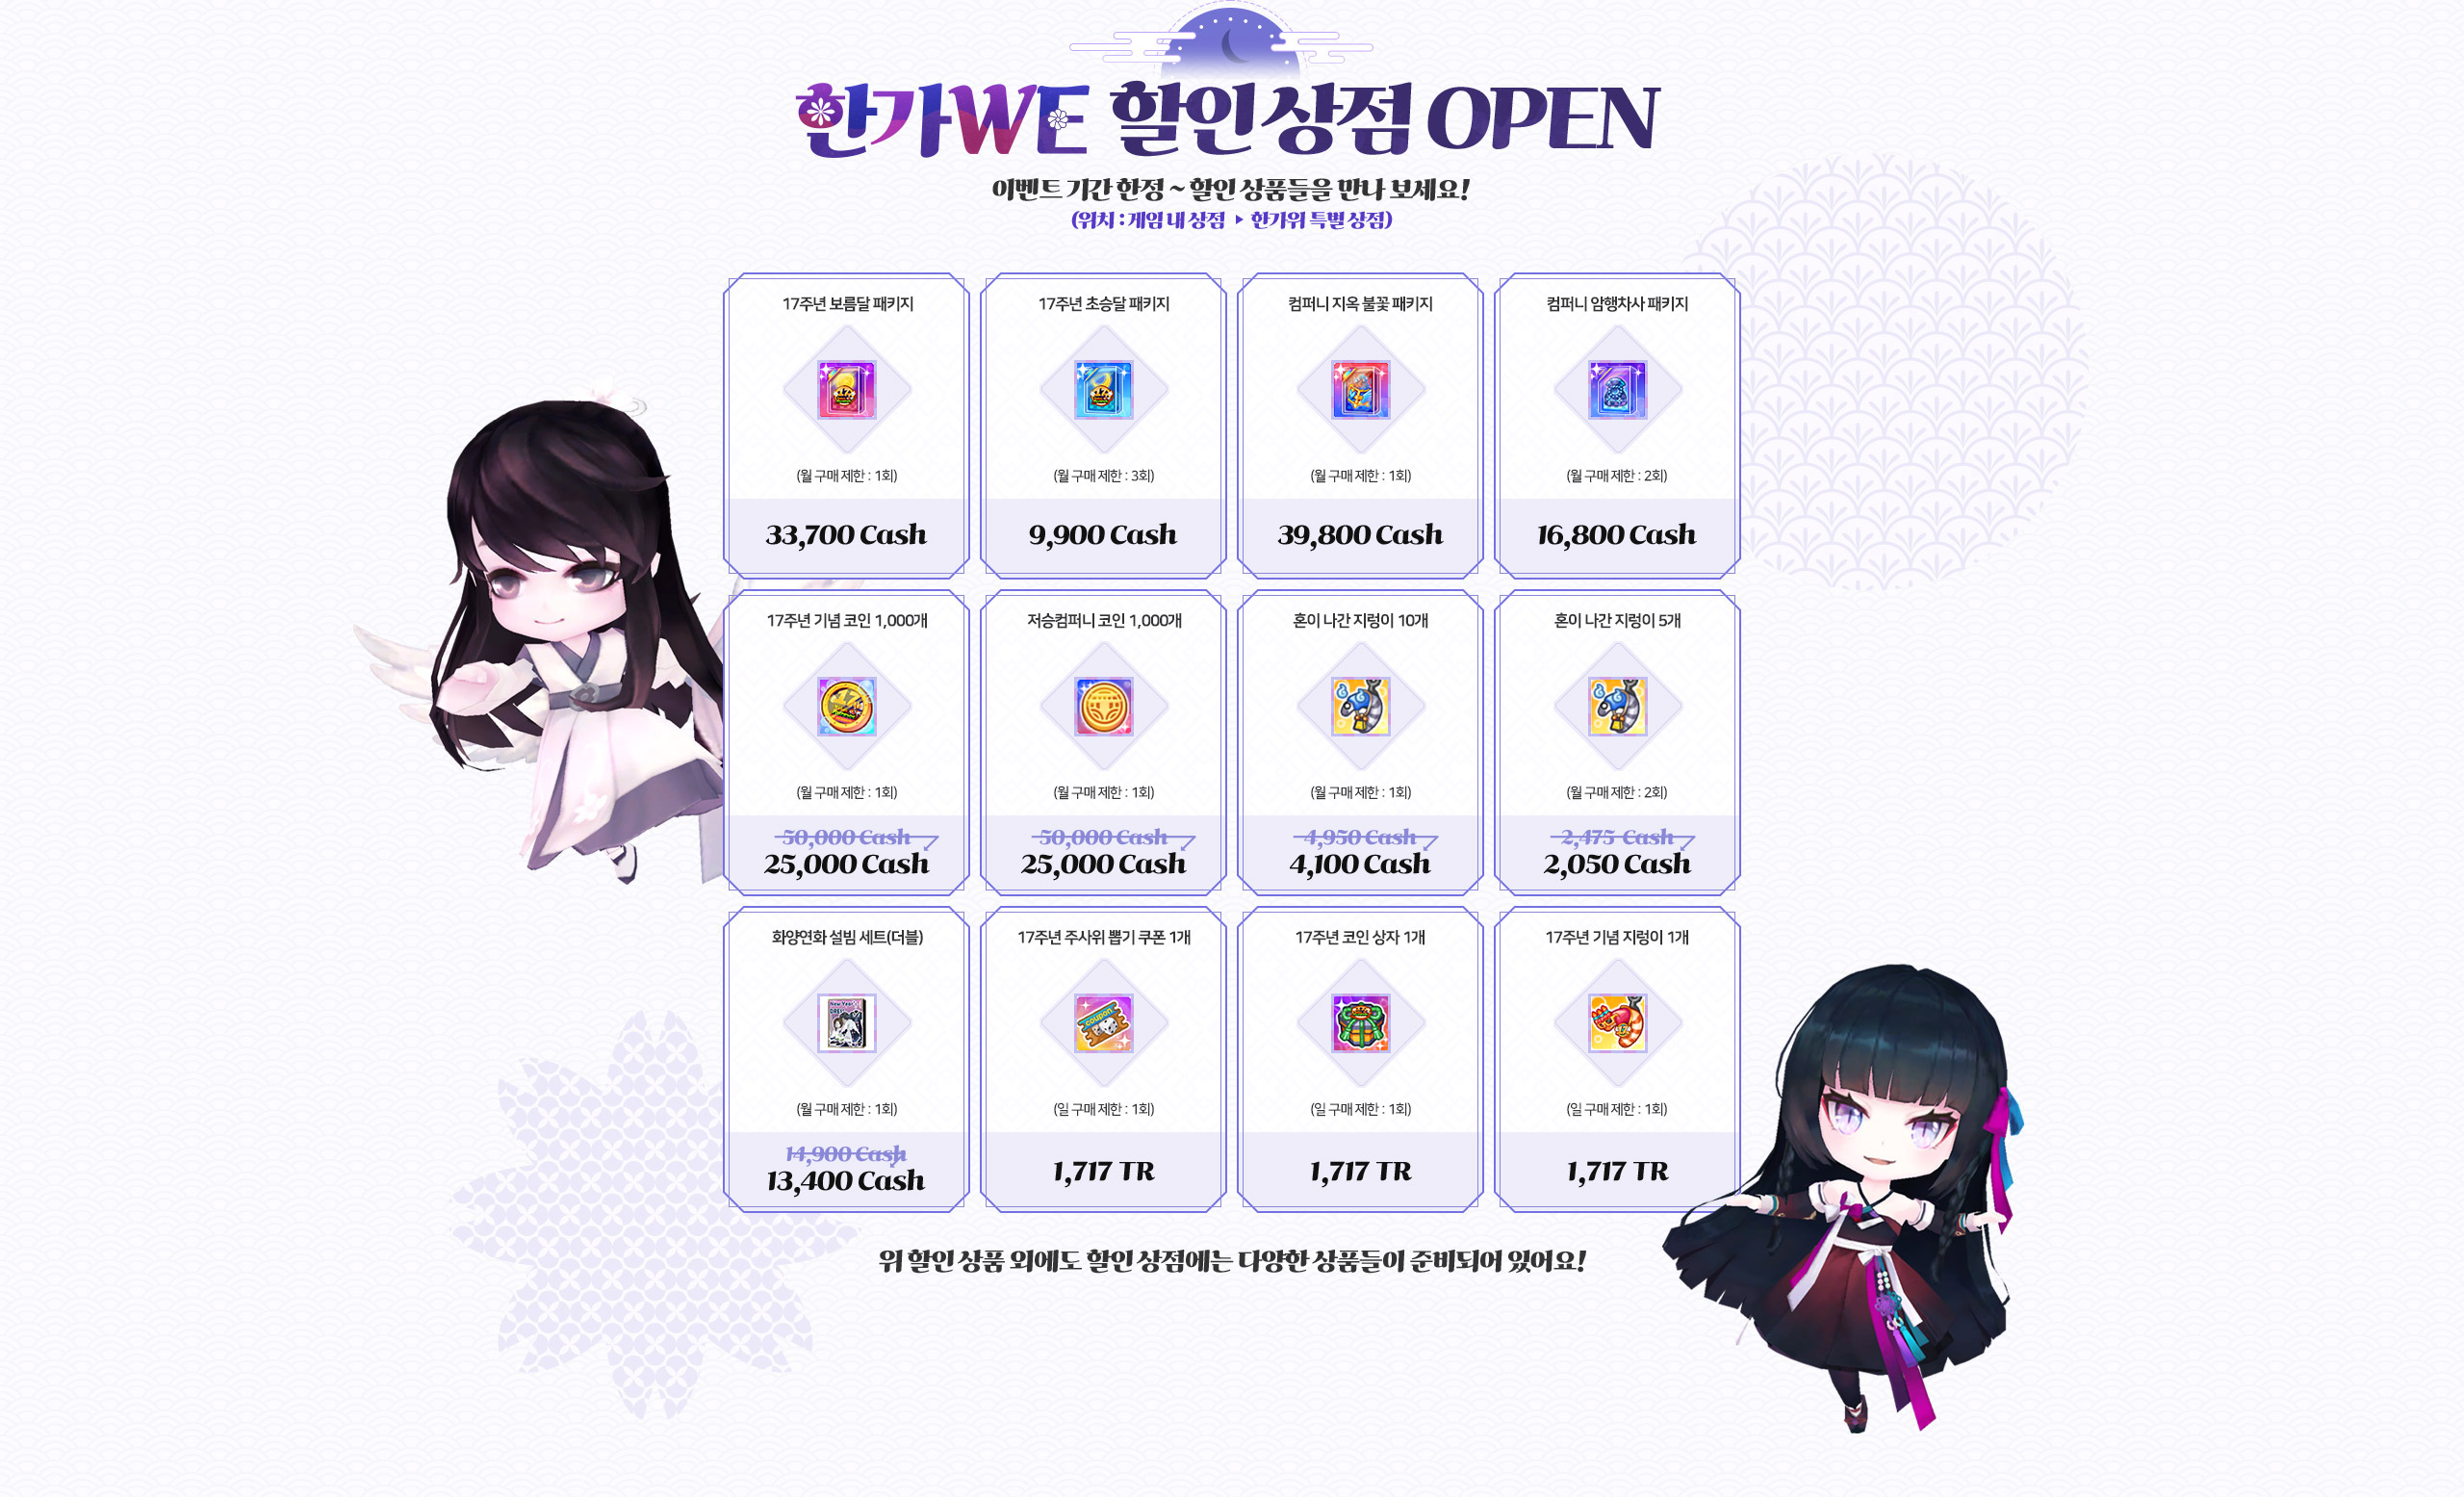 한가WE 할인 상점 OPEN
이벤트 기간 한정 ~ 할인 상품들을 만나 보세요!
(위치 : 게임 내 상점 ▶ 한가위 특별 상점)
17주년 보름달 패키지
(월 구매 제한 : 1회)
33,700 Cash
17주년 초승달 패키지
(월 구매 제한 : 3회)
9,900 Cash
컴퍼니 지옥 불꽃 패키지
(월 구매 제한 : 1회)
39,800 Cash
컴퍼니 암행차사 패키지
(월 구매 제한 : 2회)
16,800 Cash
17주년 기념 코인 1,000개
(월 구매 제한 : 1회)
50,000 Cash
25,000 Cash
저승컴퍼니 코인 1,000개
(월 구매 제한 : 1회)
50,000 Cash
25,000 Cash
혼이 나간 지렁이 10개
(월 구매 제한 : 1회)
4,950 Cash
4,100 Cash
혼이 나간 지렁이 5개
(월 구매 제한 : 2회)
2,475 Cash
2,050 Cash
화양연화 설빔 세트(더블)
(월 구매 제한 : 1회)
14,900 Cash
13,400 Cash
17주년 주사위 뽑기 쿠폰 1개
coupon
(일 구매 제한 : 1회)
1,717 TR
17주년 코인 상자 1개
(일 구매 제한 : 1회)
1,717 TR
17주년 기념 지렁이 1개
(일 구매 제한 : 1회)
1,717 TR
위 할인 상품 외에도 할인 상점에는 다양한 상품들이 준비되어 있어요!